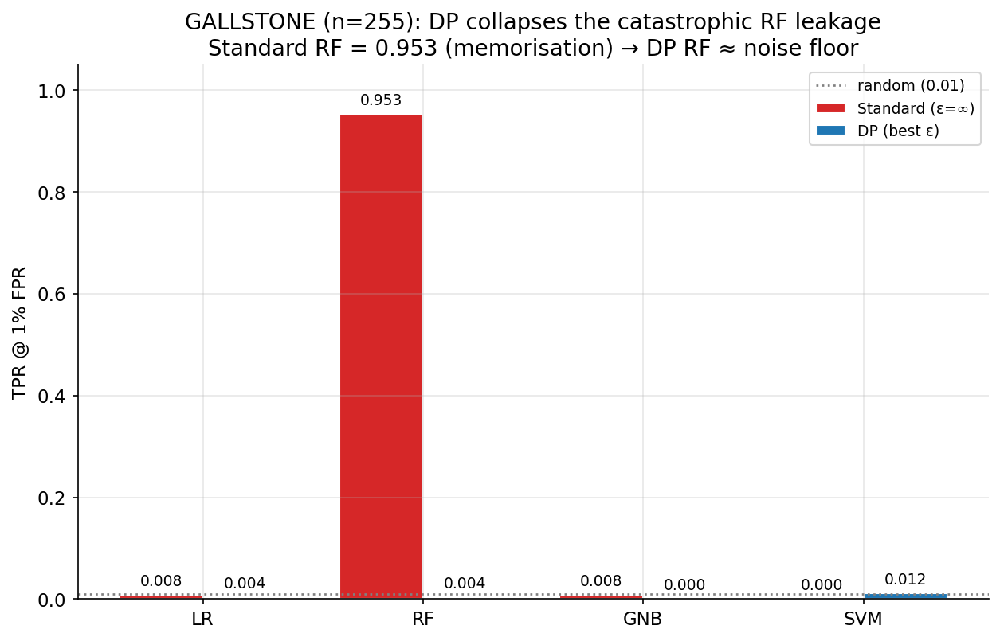 GALLSTONE (n=255): DP collapses the catastrophic RF leakage
Standard RF = 0.953 (memorisation) → DP RF ≈ noise floor
random (0.01)
Standard (ε=∞)
DP (best ε)
TPR @ 1% FPR
1.0
0.8
0.6
0.4
0.2
0.0
0.008
0.004
0.953
0.004
0.008
0.000
0.000
0.012
LR
RF
GNB
SVM